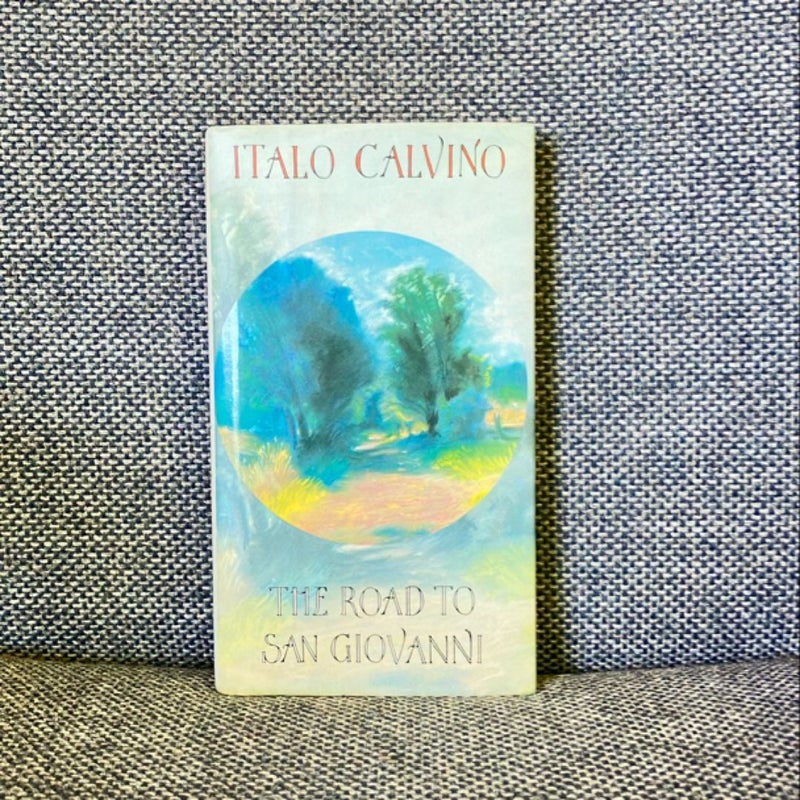 ITALO CALVINO
THE ROAD TO
SAN GIOVANNI